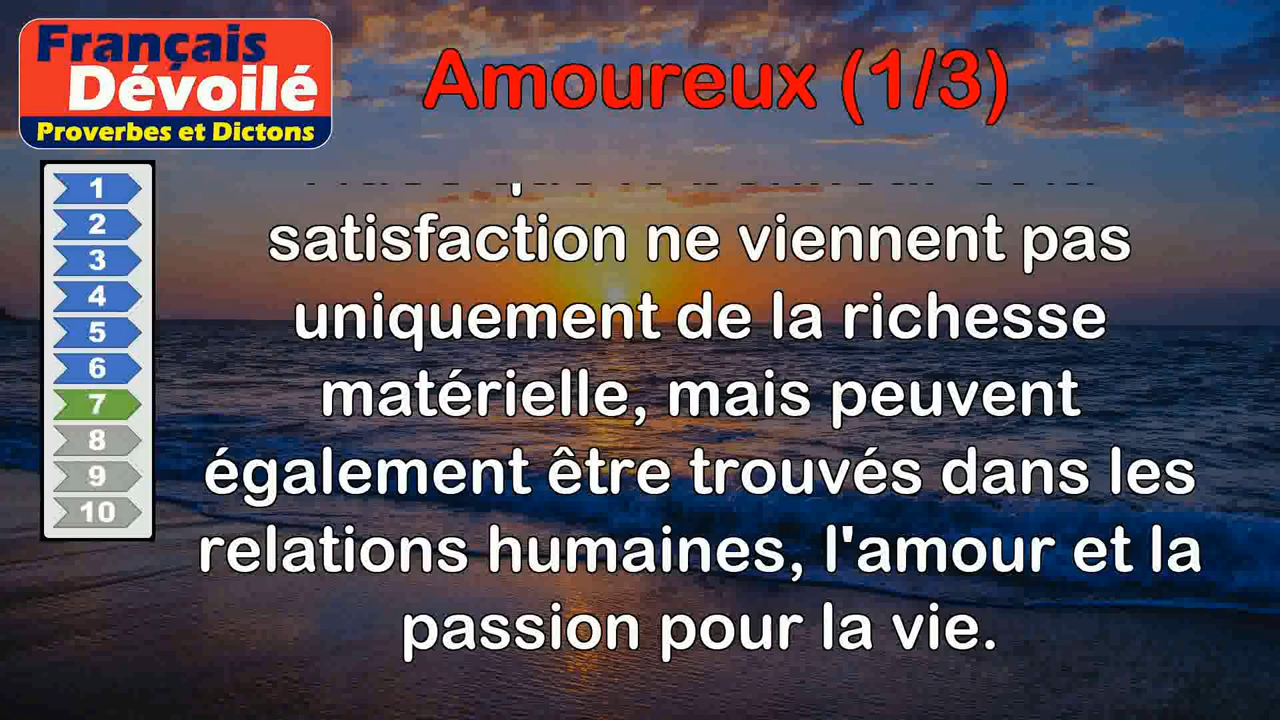 Français
Dévoilé
Proverbes et Dictons
Amoureux (1/3)
1
2
3
4
5
6
7
8
9
10
satisfaction ne viennent pas
uniquement de la richesse
matérielle, mais peuvent
également être trouvés dans les
relations humaines, l'amour et la
passion pour la vie.